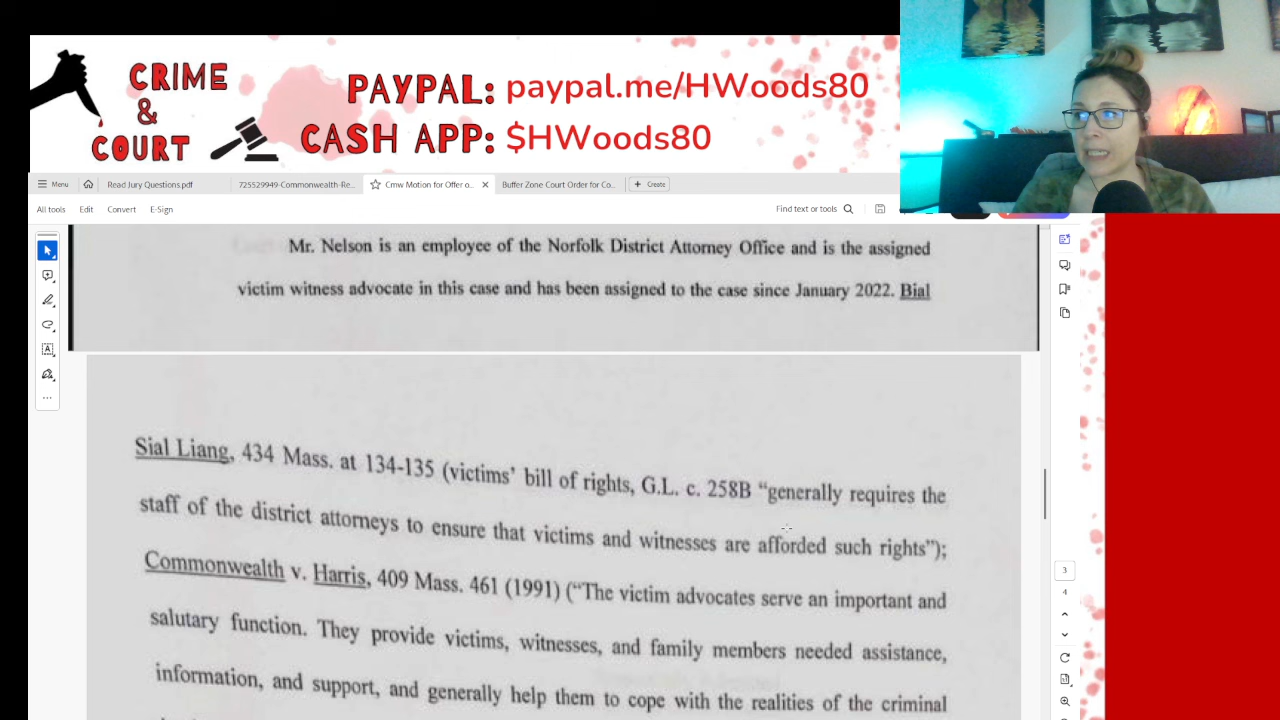 CRIME
&
COURT
PAYPAL: paypal.me/HWoods80
CASH APP: $HWoods80
Menu
Read Jury Questions.pdf
725529949-Commonwealth-Re...
Cmw Motion for Offer o...
Buffer Zone Court Order for Co...
Create
All tools
Edit
Convert
E-Sign
Find text or tools
Mr. Nelson is an employee of the Norfolk District Attorney Office and is the assigned
victim witness advocate in this case and has been assigned to the case since January 2022. Bial
Sial Liang, 434 Mass. at 134-135 (victims' bill of rights, G.L. c. 258B "generally requires the
staff of the district attorneys to ensure that victims and witnesses are afforded such rights");
Commonwealth v. Harris, 409 Mass. 461 (1991) ("The victim advocates serve an important and
salutary function. They provide victims, witnesses, and family members needed assistance,
information, and support, and generally help them to cope with the realities of the criminal
3
4